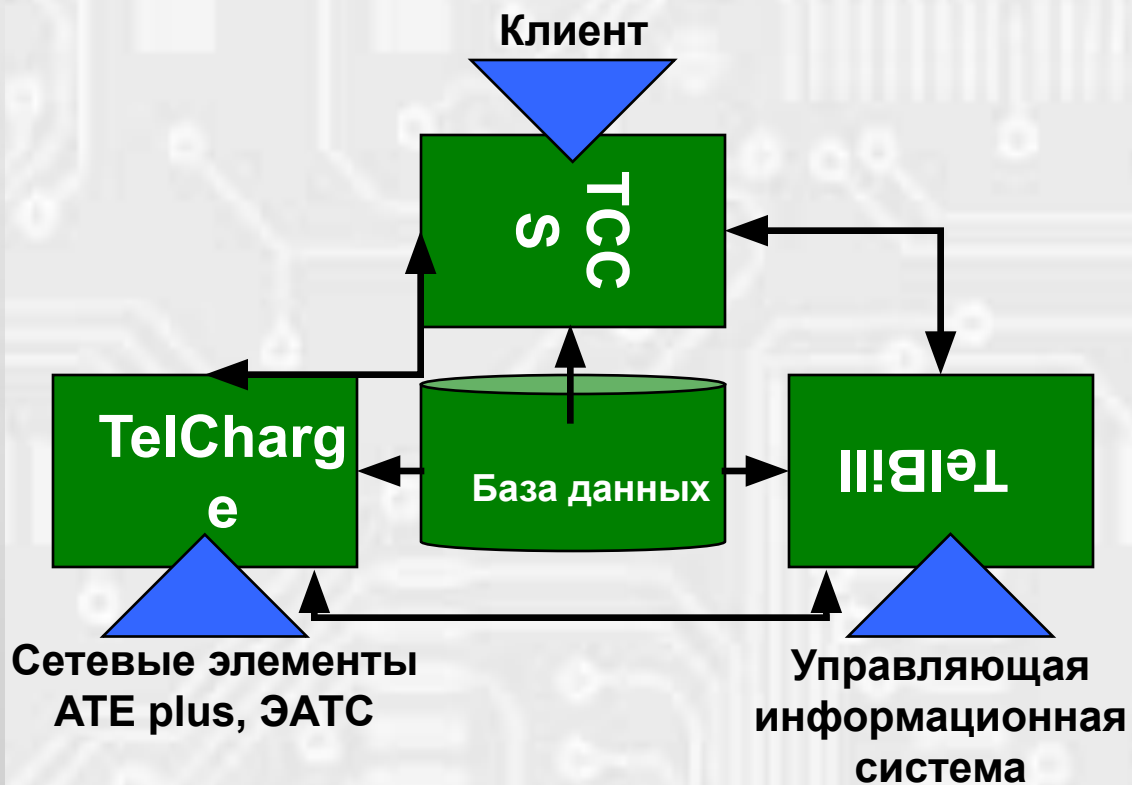 Клиент
TCC
S
TelCharg
e
База данных
TelBill
Сетевые элементы
ATE plus, ЭАТС
Управляющая
информационная
система